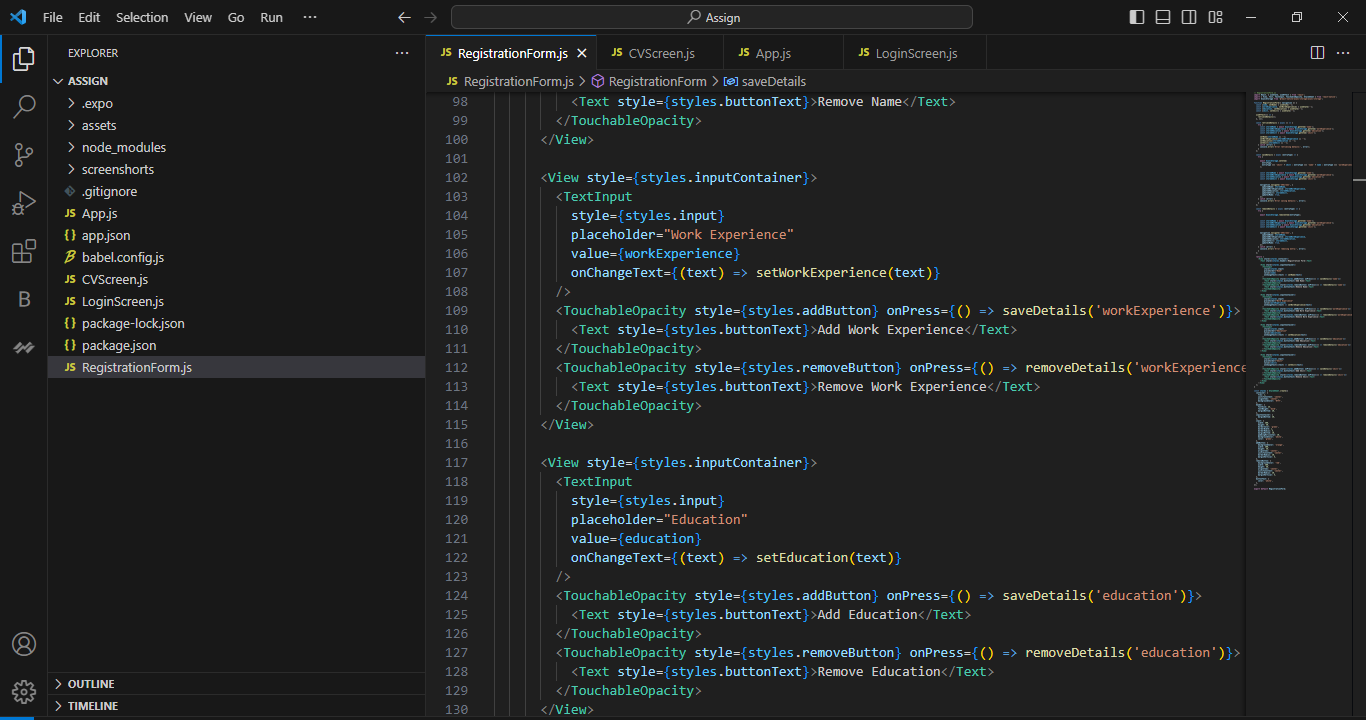 File Edit Selection View Go Run ··· Assign
EXPLORER ···
ASSIGN
.expo
assets
node_modules
screenshorts
.gitignore
JS App.js
{} app.json
babel.config.js
JS CVScreen.js
JS LoginScreen.js
{} package-lock.json
{} package.json
JS RegistrationForm.js
B
OUTLINE
TIMELINE
JS RegistrationForm.js JS CVScreen.js JS App.js JS LoginScreen.js ···
JS RegistrationForm.js > RegistrationForm > saveDetails
98 <Text style={styles.buttonText}>Remove Name</Text>
99 </TouchableOpacity>
100 </View>
101
102 <View style={styles.inputContainer}>
103 <TextInput
104 style={styles.input}
105 placeholder="Work Experience"
106 value={workExperience}
107 onChangeText={(text) => setWorkExperience(text)}
108 />
109 <TouchableOpacity style={styles.addButton} onPress={() => saveDetails('workExperience')}>
110 <Text style={styles.buttonText}>Add Work Experience</Text>
111 </TouchableOpacity>
112 <TouchableOpacity style={styles.removeButton} onPress={() => removeDetails('workExperience
113 <Text style={styles.buttonText}>Remove Work Experience</Text>
114 </TouchableOpacity>
115 </View>
116
117 <View style={styles.inputContainer}>
118 <TextInput
119 style={styles.input}
120 placeholder="Education"
121 value={education}
122 onChangeText={(text) => setEducation(text)}
123 />
124 <TouchableOpacity style={styles.addButton} onPress={() => saveDetails('education')}>
125 <Text style={styles.buttonText}>Add Education</Text>
126 </TouchableOpacity>
127 <TouchableOpacity style={styles.removeButton} onPress={() => removeDetails('education')}>
128 <Text style={styles.buttonText}>Remove Education</Text>
129 </TouchableOpacity>
130 </View>